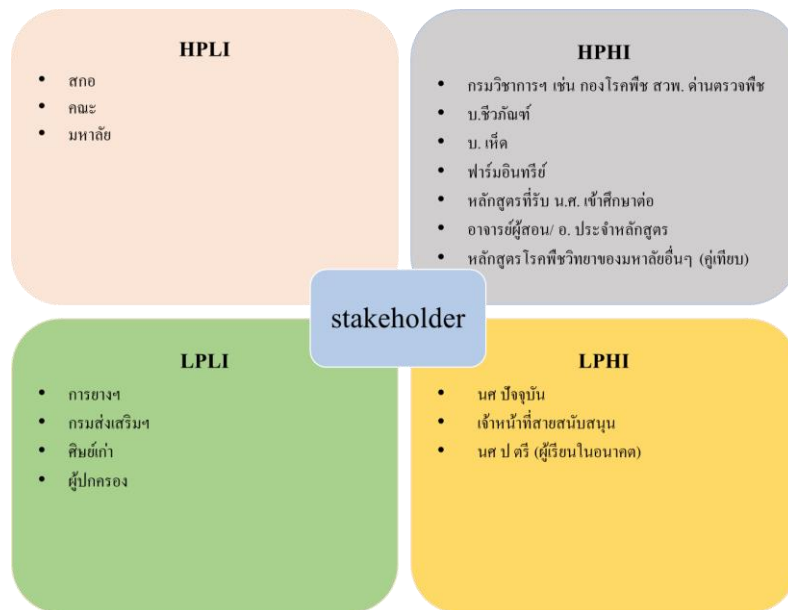 HPLI
• สกอ
• คณะ
• มหาลัย
HPHI
• กรมวิชาการฯ เช่น กองโรคพืช สวพ. ด่านตรวจพืช
• บ.ชีวภัณฑ์
• บ. เห็ด
• ฟาร์มอินทรีย์
• หลักสูตรที่รับ น.ศ. เข้าศึกษาต่อ
• อาจารย์ผู้สอน/ อ. ประจำหลักสูตร
• หลักสูตรโรคพืชวิทยาของมหาลัยอื่นๆ (คู่เทียบ)
stakeholder
LPLI
• การยางฯ
• กรมส่งเสริมฯ
• ศิษย์เก่า
• ผู้ปกครอง
LPHI
• นศ ปัจจุบัน
• เจ้าหน้าที่สายสนับสนุน
• นศ ป ตรี (ผู้เรียนในอนาคต)